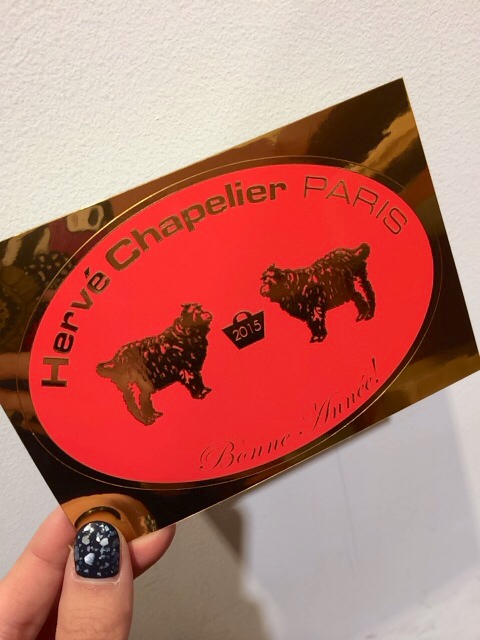 Hervé Chapelier PARIS
2015
Bonne Année!